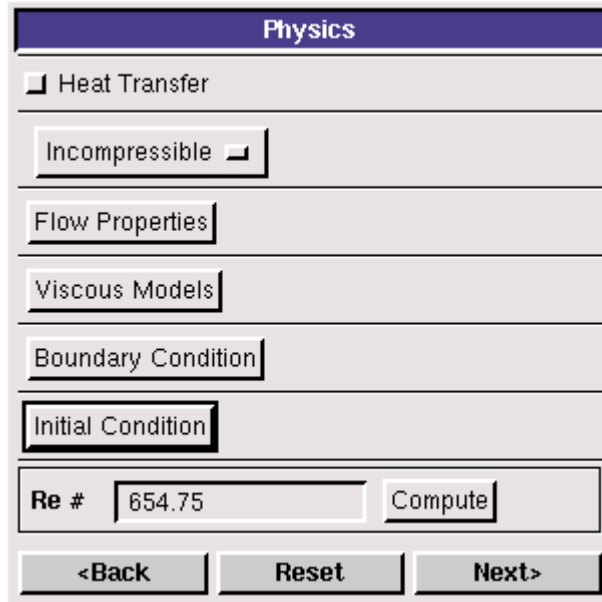 Physics
Heat Transfer
Incompressible
Flow Properties
Viscous Models
Boundary Condition
Initial Condition
Re # 654.75 Compute
<Back Reset Next>